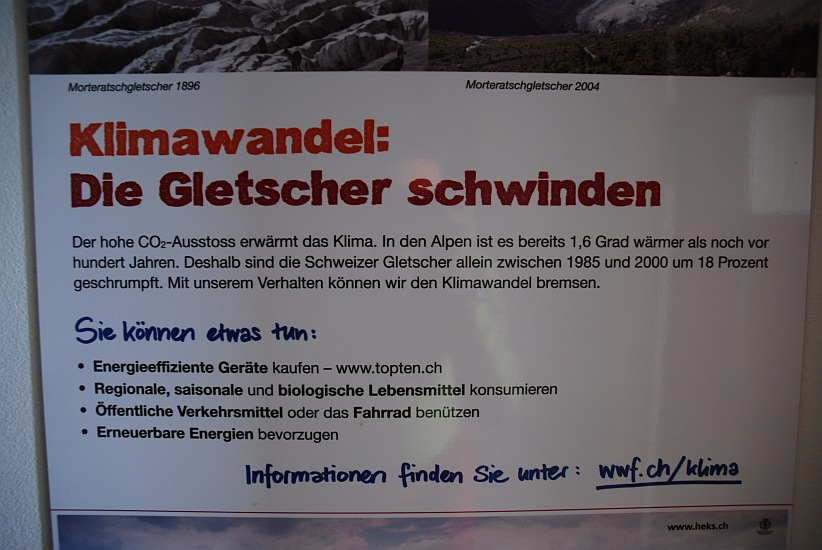 Morteratschgletscher 1896
Morteratschgletscher 2004
Klimawandel:
Die Gletscher schwinden
Der hohe CO₂-Ausstoss erwärmt das Klima. In den Alpen ist es bereits 1,6 Grad wärmer als noch vor
hundert Jahren. Deshalb sind die Schweizer Gletscher allein zwischen 1985 und 2000 um 18 Prozent
geschrumpft. Mit unserem Verhalten können wir den Klimawandel bremsen.
Sie können etwas tun:
• Energieeffiziente Geräte kaufen – www.topten.ch
• Regionale, saisonale und biologische Lebensmittel konsumieren
• Öffentliche Verkehrsmittel oder das Fahrrad benützen
• Erneuerbare Energien bevorzugen
Informationen finden Sie unter: wwf.ch/klima
www.heks.ch